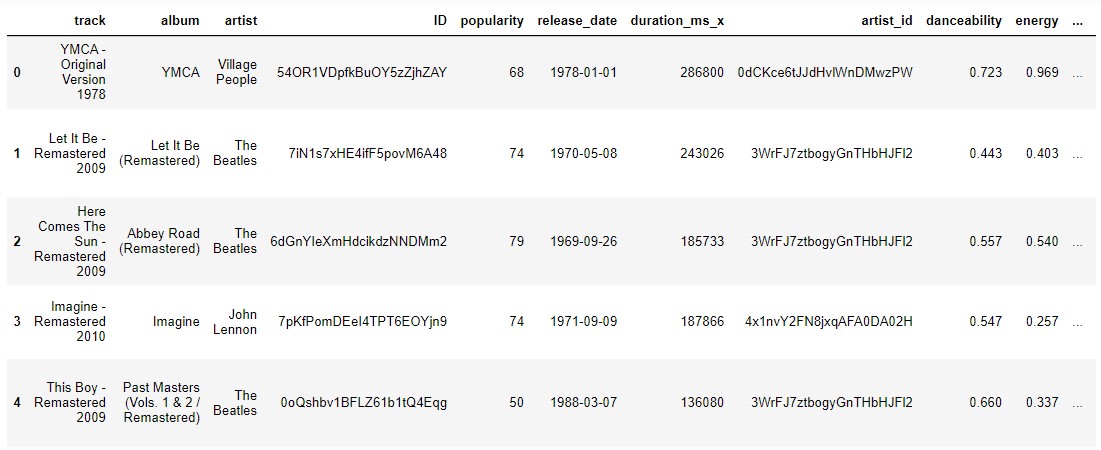 track album artist ID popularity release_date duration_ms_x artist_id danceability energy ...
0 YMCA - Original Version 1978 YMCA Village People 54OR1VDpfkBuOY5zZjhZAY 68 1978-01-01 286800 0dCKce6tJJdHvlWnDMwzPW 0.723 0.969 ...
1 Let It Be - Remastered 2009 Let It Be (Remastered) The Beatles 7iN1s7xHE4ifF5povM6A48 74 1970-05-08 243026 3WrFJ7ztbogyGnTHbHJFl2 0.443 0.403 ...
2 Here Comes The Sun - Remastered 2009 Abbey Road (Remastered) The Beatles 6dGnYIeXmHdcikdzNNDMm2 79 1969-09-26 185733 3WrFJ7ztbogyGnTHbHJFl2 0.557 0.540 ...
3 Imagine - Remastered 2010 Imagine John Lennon 7pKfPomDEeI4TPT6EOYjn9 74 1971-09-09 187866 4x1nvY2FN8jxqAFA0DA02H 0.547 0.257 ...
4 This Boy - Remastered 2009 Past Masters (Vols. 1 & 2 / Remastered) The Beatles 0oQshbv1BFLZ61b1tQ4Eqg 50 1988-03-07 136080 3WrFJ7ztbogyGnTHbHJFl2 0.660 0.337 ...